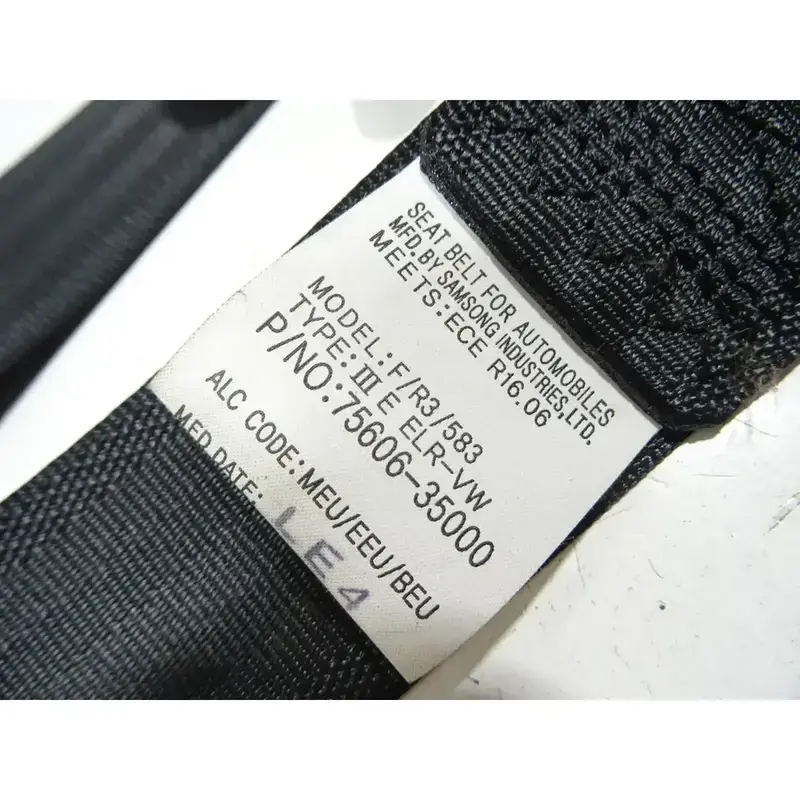 SEAT BELT FOR AUTOMOBILES
MFD.BY SAMSONG INDUSTRIES,LTD.
MEETS:ECE R16.06
MODEL:F/R3/583
TYPE:ⅢE ELR-VW
P/NO:75606-35000
ALC CODE:MEU/EEU/BEU
MFD DATE: LE4